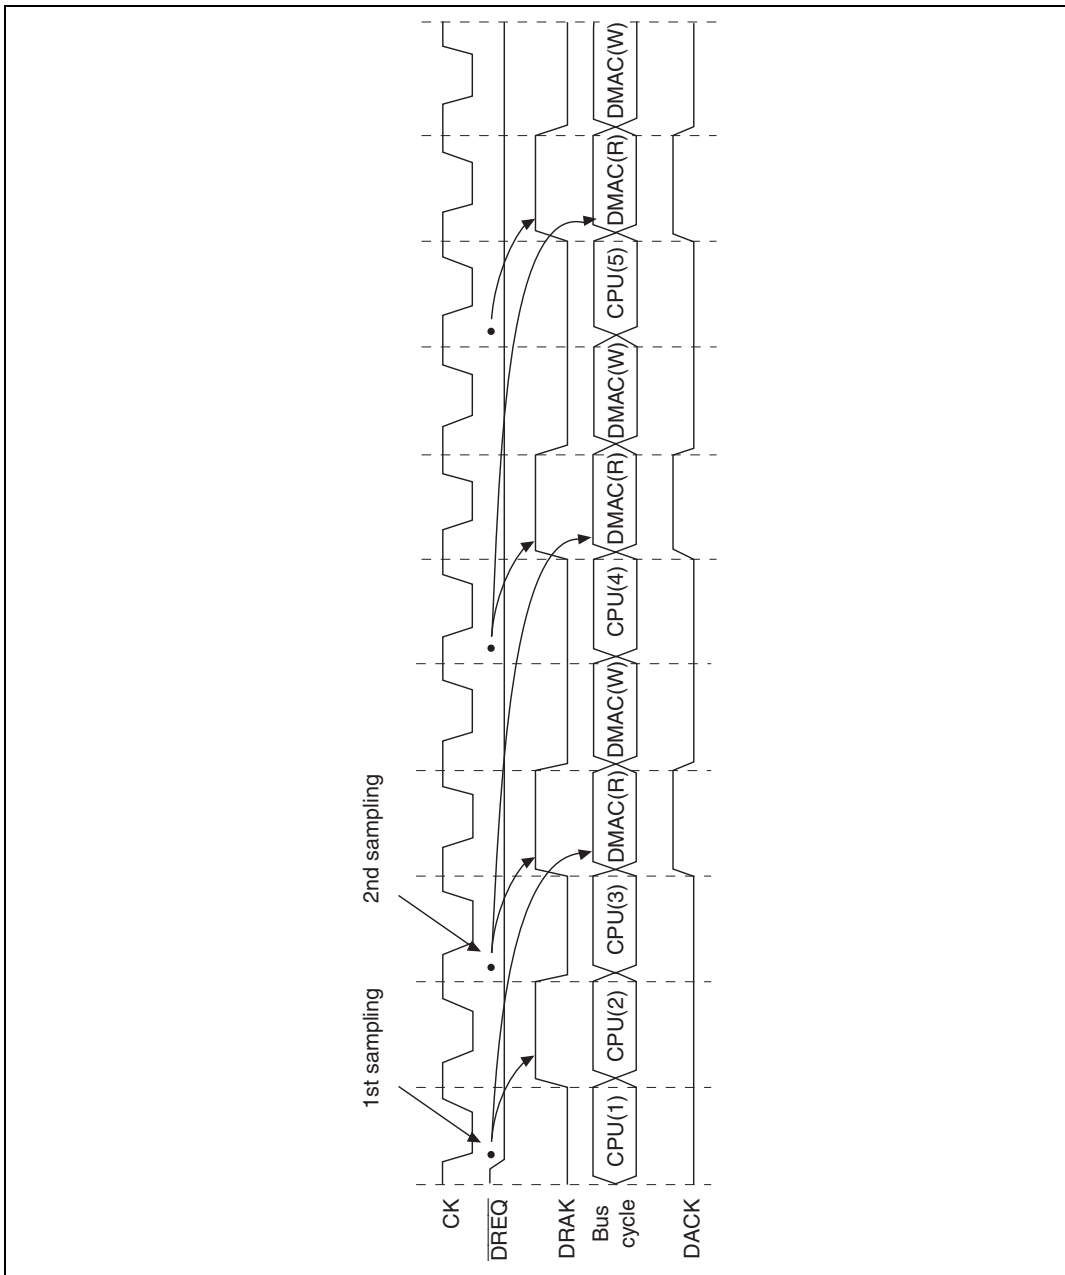 1st sampling
2nd sampling
CK
DREQ
DRAK
Bus
cycle
CPU(1)
CPU(2)
CPU(3)
DMAC(R)
DMAC(W)
CPU(4)
DMAC(R)
DMAC(W)
CPU(5)
DMAC(R)
DMAC(W)
DACK